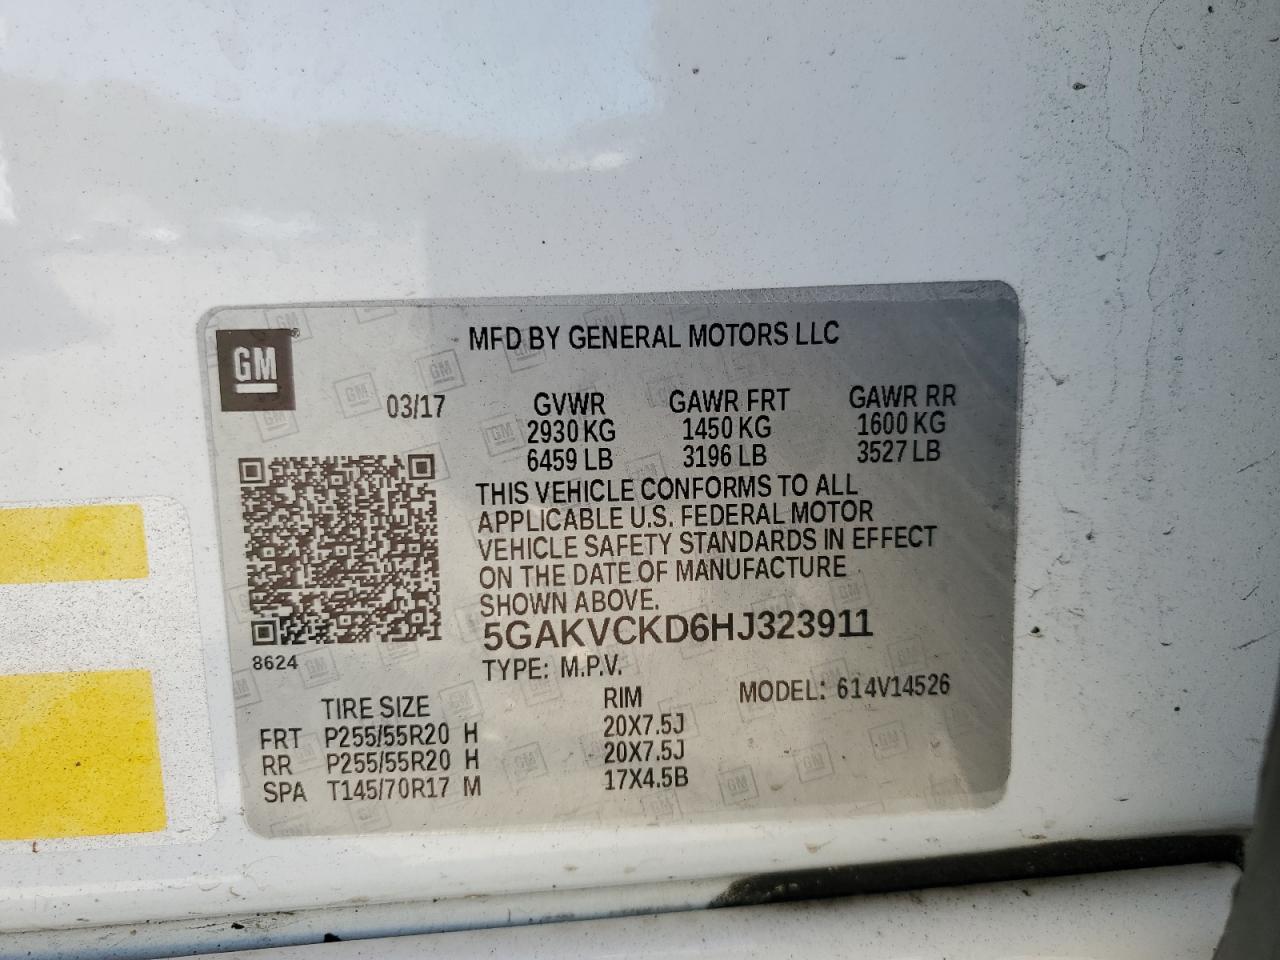 GM
MFD BY GENERAL MOTORS LLC
03/17
GVWR GAWR FRT GAWR RR
2930 KG 1450 KG 1600 KG
6459 LB 3196 LB 3527 LB
THIS VEHICLE CONFORMS TO ALL
APPLICABLE U.S. FEDERAL MOTOR
VEHICLE SAFETY STANDARDS IN EFFECT
ON THE DATE OF MANUFACTURE
SHOWN ABOVE.
5GAKVCKD6HJ323911
8624
TYPE: M.P.V.
MODEL: 614V14526
TIRE SIZE RIM
FRT P255/55R20 H 20X7.5J
RR P255/55R20 H 20X7.5J
SPA T145/70R17 M 17X4.5B